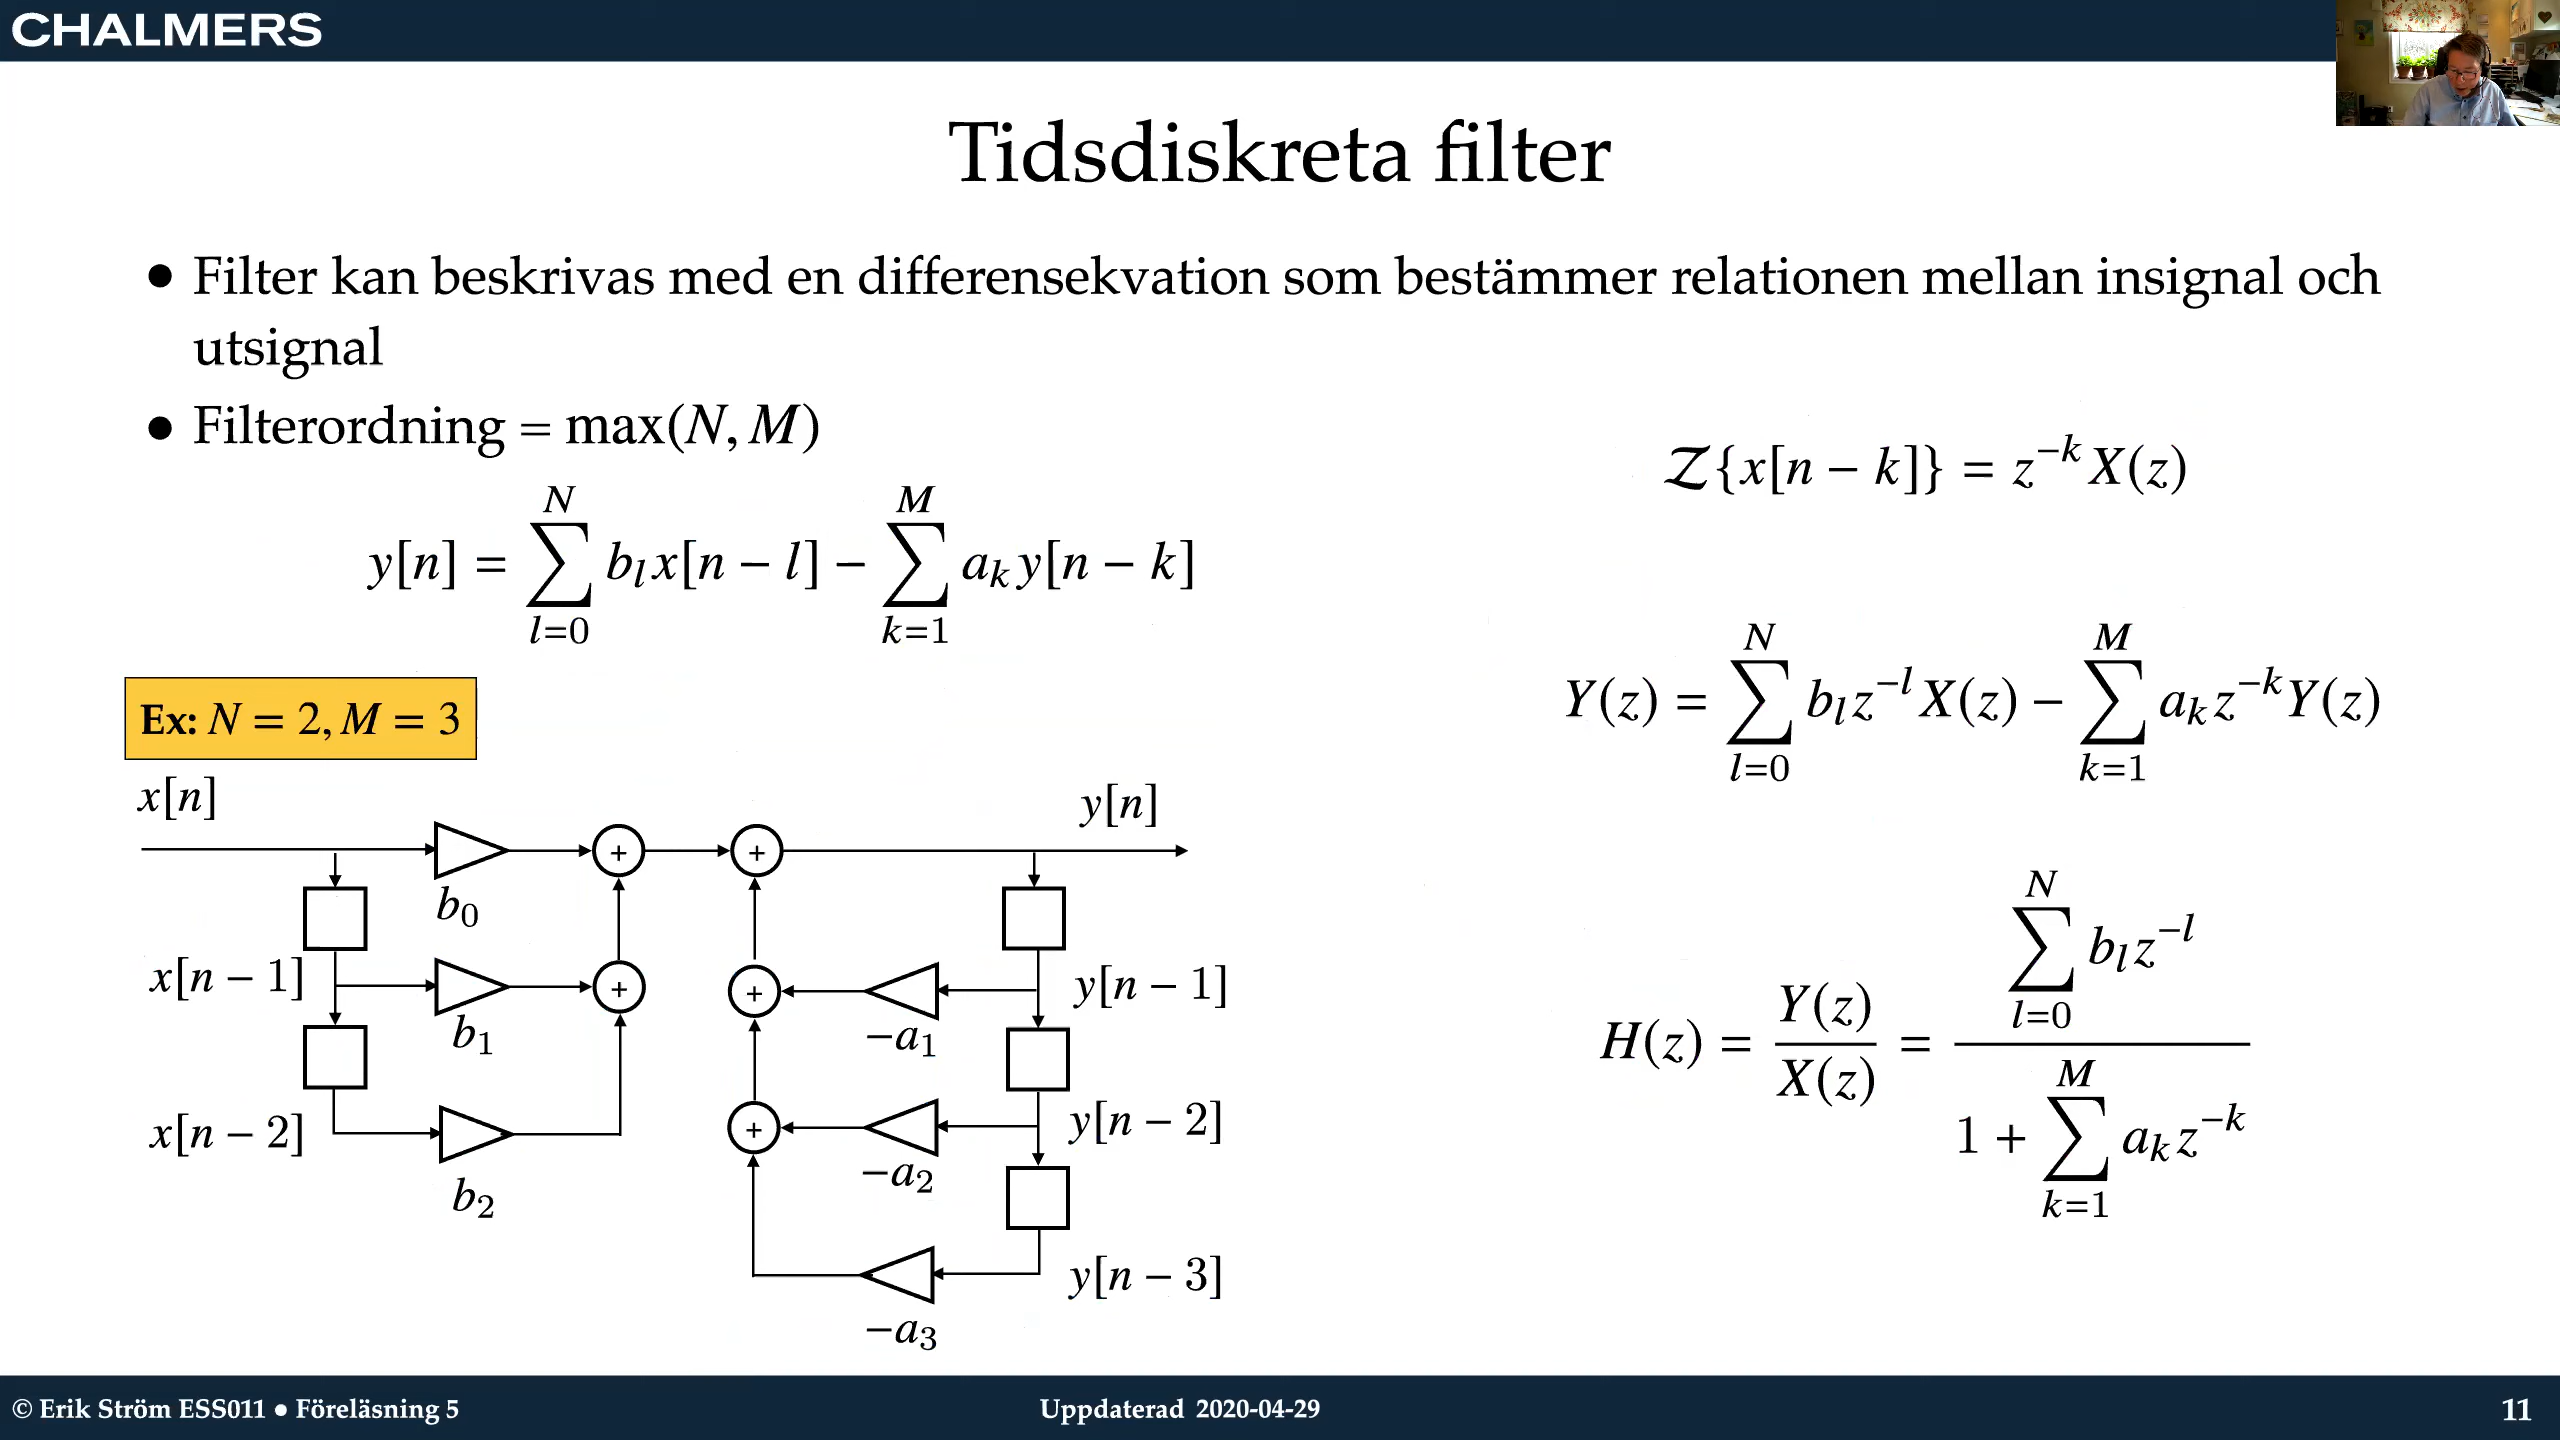 CHALMERS
Tidsdiskreta filter
● Filter kan beskrivas med en differensekvation som bestämmer relationen mellan insignal och
utsignal
● Filterordning = max(N, M)
y[n] = ∑_{l=0}^{N} b_l x[n − l] − ∑_{k=1}^{M} a_k y[n − k]
Ex: N = 2, M = 3
x[n]
y[n]
+
+
b_0
x[n − 1]
b_1
+
+
−a_1
y[n − 1]
x[n − 2]
b_2
+
−a_2
y[n − 2]
−a_3
y[n − 3]
𝒵{x[n − k]} = z^{−k} X(z)
Y(z) = ∑_{l=0}^{N} b_l z^{−l} X(z) − ∑_{k=1}^{M} a_k z^{−k} Y(z)
H(z) = Y(z) / X(z) = ∑_{l=0}^{N} b_l z^{−l} / 1 + ∑_{k=1}^{M} a_k z^{−k}
© Erik Ström ESS011 ● Föreläsning 5
Uppdaterad 2020-04-29
11